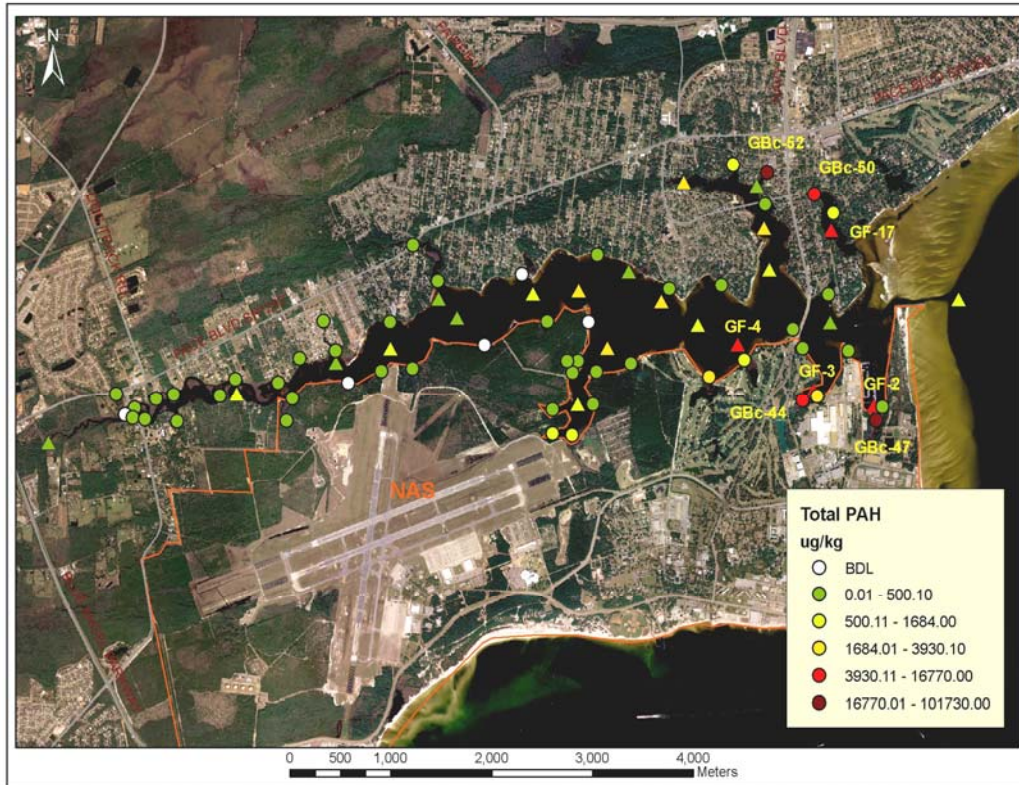 N
GBc-52
GBc-50
GF-17
GF-4
GF-3
GF-2
GBc-44
GBc-47
NAS
BLVD
Total PAH
ug/kg
BDL
0.01 - 500.10
500.11 - 1684.00
1684.01 - 3930.10
3930.11 - 16770.00
16770.01 - 101730.00
0 500 1,000 2,000 3,000 4,000
Meters